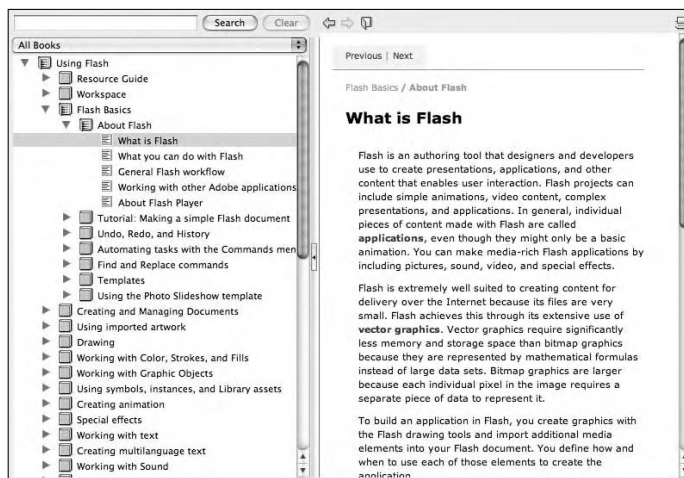 Search
Clear
All Books
Using Flash
Resource Guide
Workspace
Flash Basics
About Flash
What is Flash
What you can do with Flash
General Flash workflow
Working with other Adobe applications
About Flash Player
Tutorial: Making a simple Flash document
Undo, Redo, and History
Automating tasks with the Commands men
Find and Replace commands
Templates
Using the Photo Slideshow template
Creating and Managing Documents
Using imported artwork
Drawing
Working with Color, Strokes, and Fills
Working with Graphic Objects
Using symbols, instances, and Library assets
Creating animation
Special effects
Working with text
Creating multilanguage text
Working with Sound
Previous | Next
Flash Basics / About Flash
What is Flash
Flash is an authoring tool that designers and developers
use to create presentations, applications, and other
content that enables user interaction. Flash projects can
include simple animations, video content, complex
presentations, and applications. In general, individual
pieces of content made with Flash are called
applications, even though they might only be a basic
animation. You can make media-rich Flash applications by
including pictures, sound, video, and special effects.
Flash is extremely well suited to creating content for
delivery over the Internet because its files are very
small. Flash achieves this through its extensive use of
vector graphics. Vector graphics require significantly
less memory and storage space than bitmap graphics
because they are represented by mathematical formulas
instead of large data sets. Bitmap graphics are larger
because each individual pixel in the image requires a
separate piece of data to represent it.
To build an application in Flash, you create graphics with
the Flash drawing tools and import additional media
elements into your Flash document. You define how and
when to use each of those elements to create the
application